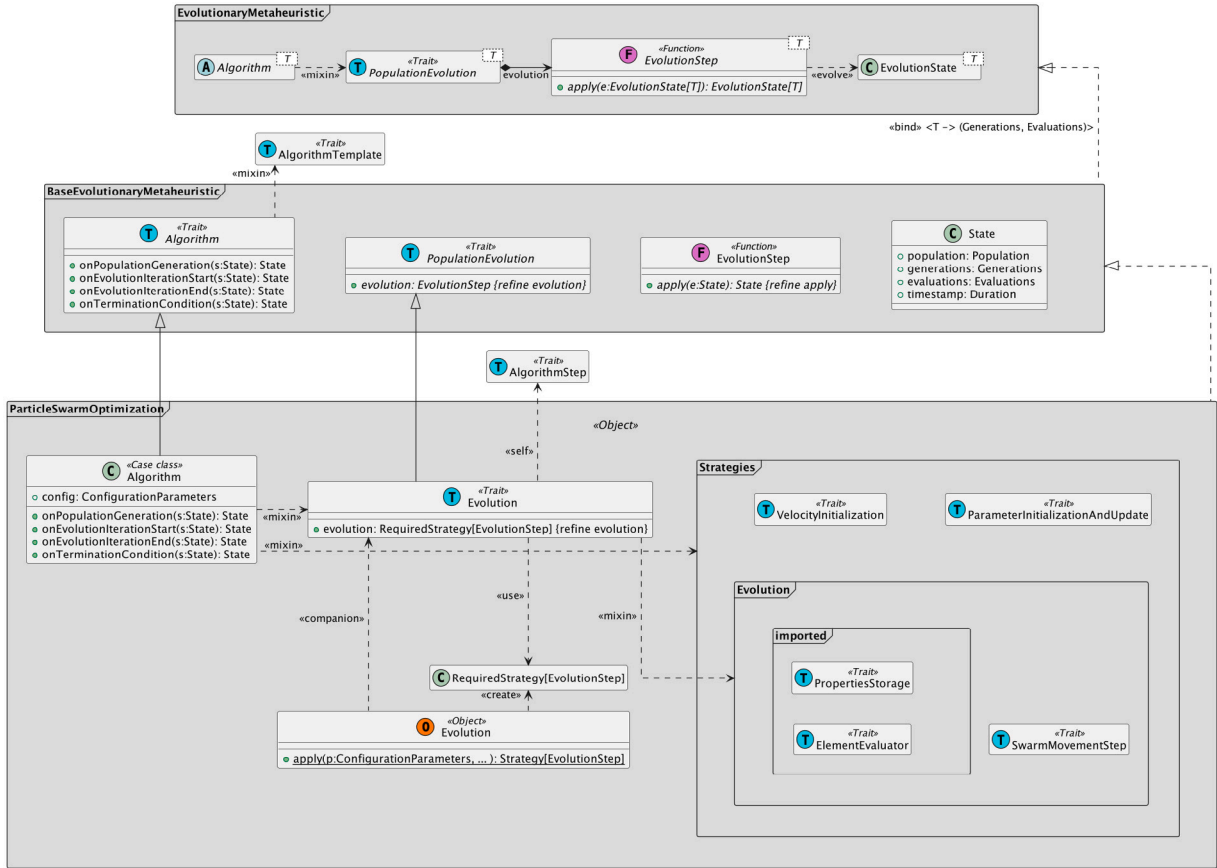 EvolutionaryMetaheuristic
A Algorithm T
«mixin»
«Trait»
T PopulationEvolution T
evolution
«Function»
F EvolutionStep T
apply(e:EvolutionState[T]): EvolutionState[T]
«evolve»
C EvolutionState T
«bind» <T -> (Generations, Evaluations)>
«Trait»
T AlgorithmTemplate
«mixin»
BaseEvolutionaryMetaheuristic
«Trait»
T Algorithm
onPopulationGeneration(s:State): State
onEvolutionIterationStart(s:State): State
onEvolutionIterationEnd(s:State): State
onTerminationCondition(s:State): State
«Trait»
T PopulationEvolution
evolution: EvolutionStep {refine evolution}
«Function»
F EvolutionStep
apply(e:State): State {refine apply}
C State
population: Population
generations: Generations
evaluations: Evaluations
timestamp: Duration
«Trait»
T AlgorithmStep
«self»
ParticleSwarmOptimization
«Object»
«Case class»
C Algorithm
config: ConfigurationParameters
onPopulationGeneration(s:State): State
onEvolutionIterationStart(s:State): State
onEvolutionIterationEnd(s:State): State
onTerminationCondition(s:State): State
«mixin»
«mixin»
«Trait»
T Evolution
evolution: RequiredStrategy[EvolutionStep] {refine evolution}
«companion»
«use»
«mixin»
C RequiredStrategy[EvolutionStep]
«create»
«Object»
O Evolution
apply(p:ConfigurationParameters, ... ): Strategy[EvolutionStep]
Strategies
«Trait»
T VelocityInitialization
«Trait»
T ParameterInitializationAndUpdate
Evolution
imported
«Trait»
T PropertiesStorage
«Trait»
T ElementEvaluator
«Trait»
T SwarmMovementStep